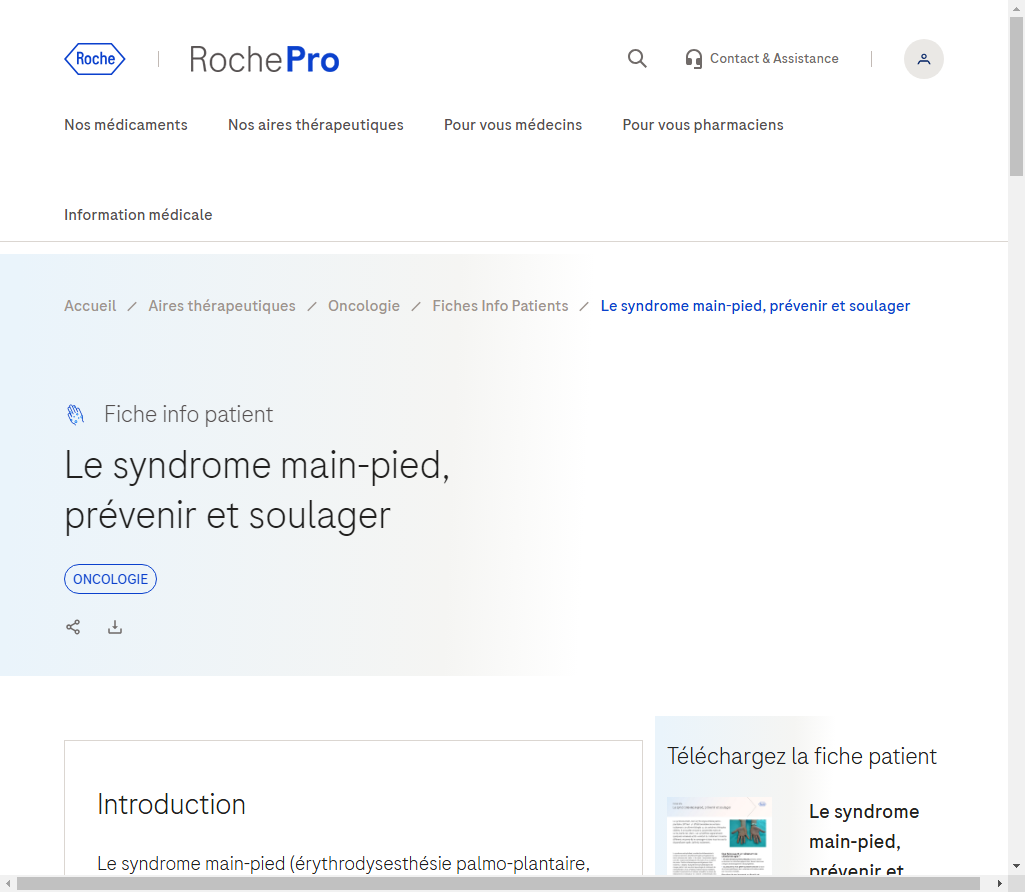 Roche
RochePro
Contact & Assistance
Nos médicaments
Nos aires thérapeutiques
Pour vous médecins
Pour vous pharmaciens
Information médicale
Accueil / Aires thérapeutiques / Oncologie / Fiches Info Patients / Le syndrome main-pied, prévenir et soulager
Fiche info patient
Le syndrome main-pied,
prévenir et soulager
ONCOLOGIE
Introduction
Le syndrome main-pied (érythrodysesthésie palmo-plantaire,
Téléchargez la fiche patient
Le syndrome
main-pied,
prévenir et